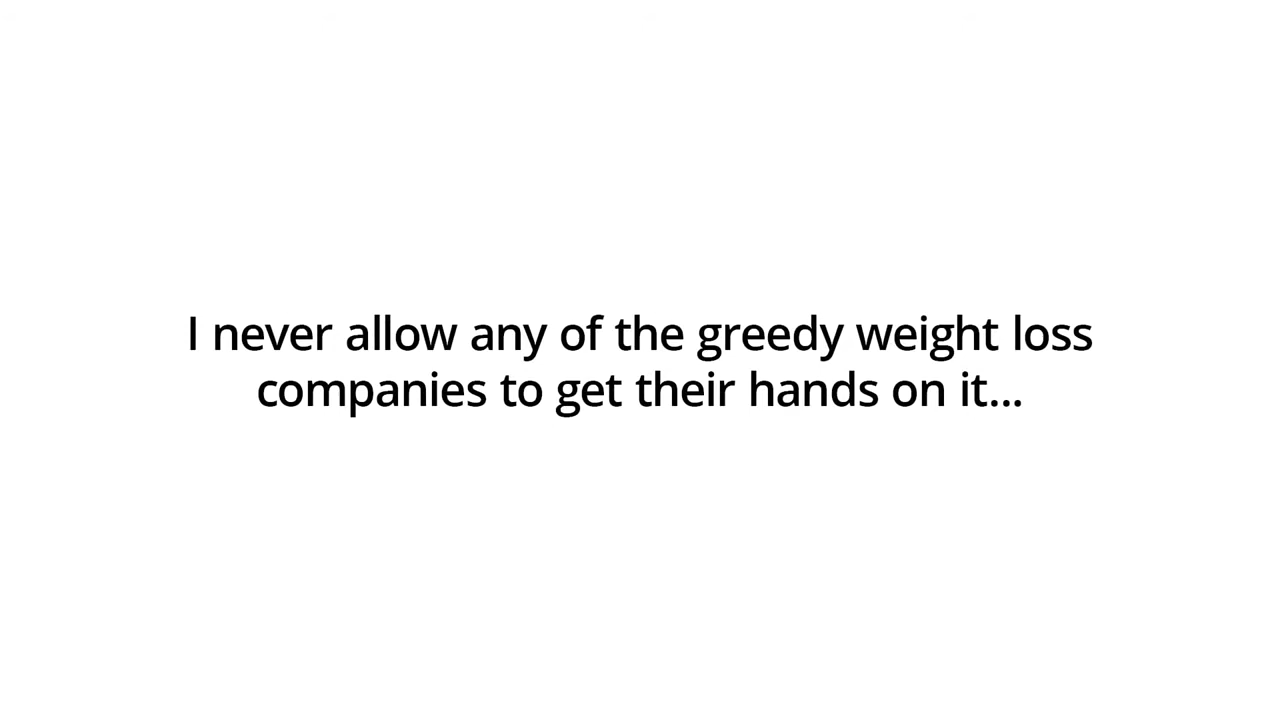 I never allow any of the greedy weight loss
companies to get their hands on it...